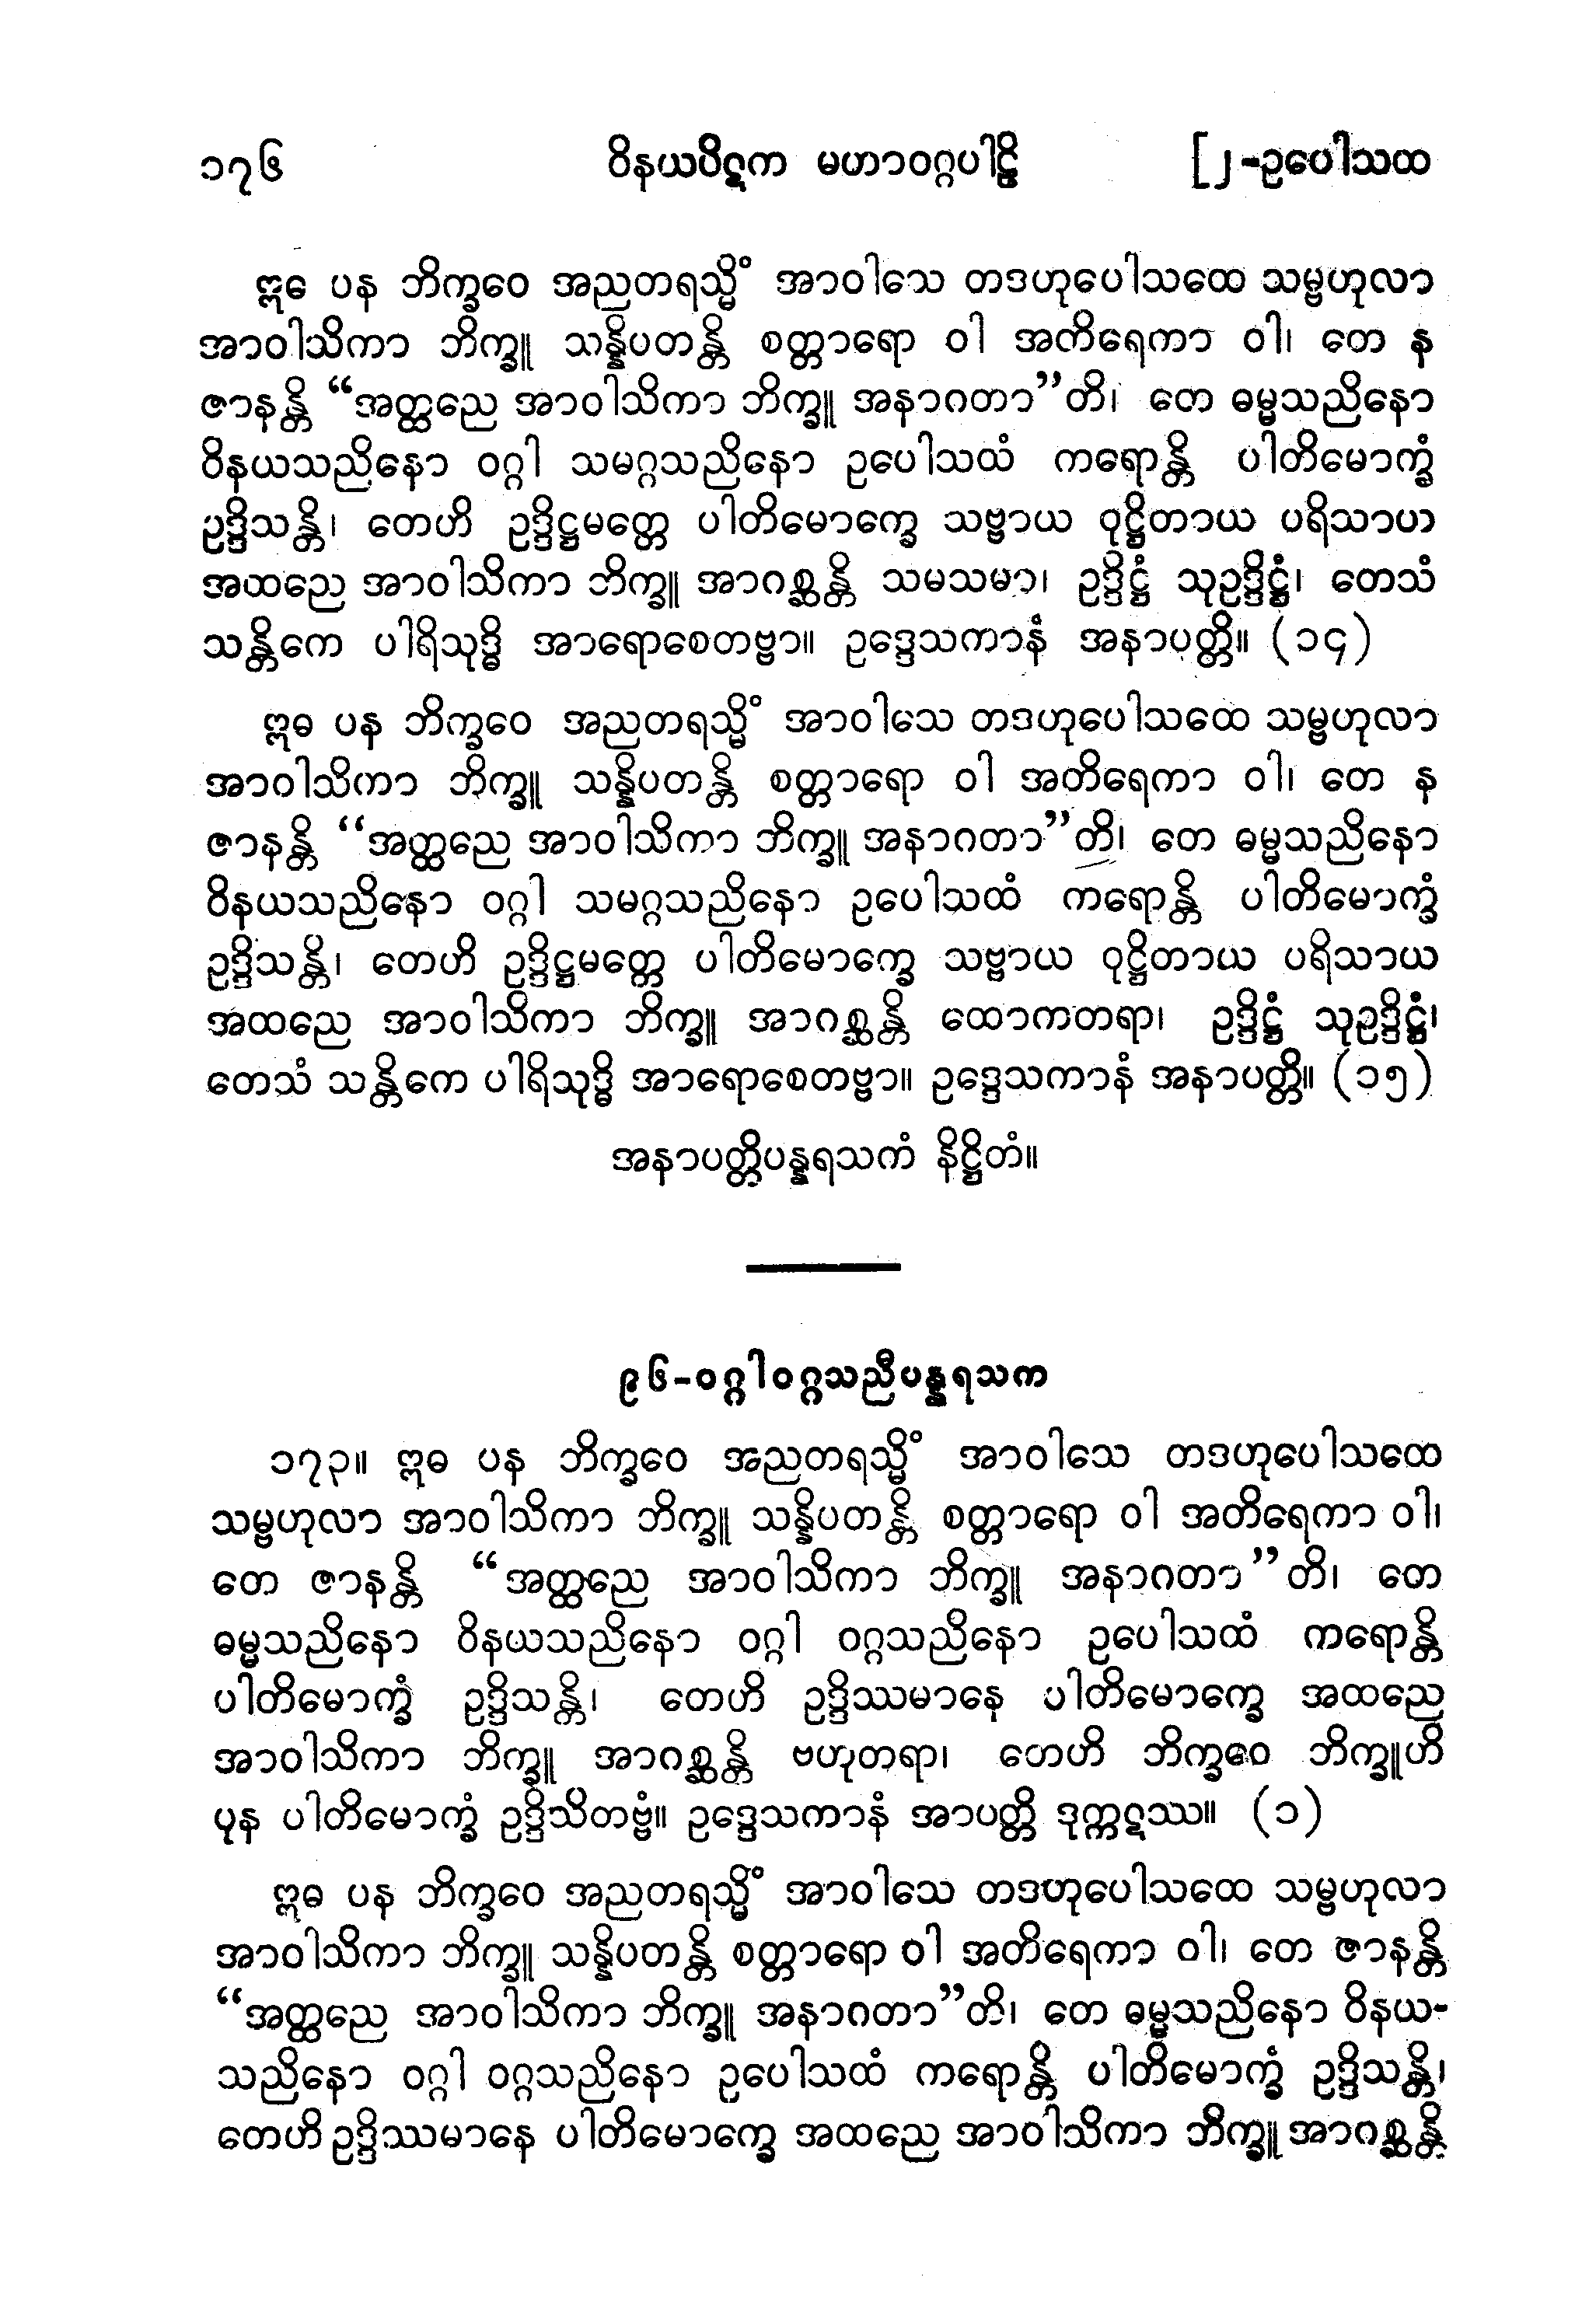 ၁၇၆ ဝိနယပိဋက မဟာဝဂ္ဂပါဠိ [၂-ဥပေါသထ
ဣဓ ပန ဘိက္ခဝေ အညတရသ္မိံ အာဝါသေ တဒဟုပေါသထေ သမ္ဗဟုလာ
အာဝါသိကာ ဘိက္ခူ သန္နိပတန္တိ စတ္တာရော ဝါ အတိရေကာ ဝါ၊ တေ န
ဇာနန္တိ “အတ္ထညေ အာဝါသိကာ ဘိက္ခူ အနာဂတာ”တိ၊ တေ ဓမ္မသညိနော
ဝိနယသညိနော ဝဂ္ဂါ သမဂ္ဂသညိနော ဥပေါသထံ ကရောန္တိ ပါတိမောက္ခံ
ဥဒ္ဒိသန္တိ၊ တေဟိ ဥဒ္ဒိဋ္ဌမတ္တေ ပါတိမောက္ခေ သဗ္ဗာယ ဝုဋ္ဌိတာယ ပရိသာယ
အထညေ အာဝါသိကာ ဘိက္ခူ အာဂစ္ဆန္တိ သမသမာ၊ ဥဒ္ဒိဋ္ဌံ သုဥဒ္ဒိဋ္ဌံ၊ တေသံ
သန္တိကေ ပါရိသုဒ္ဓိ အာရောစေတဗ္ဗာ။ ဥဒ္ဒေသကာနံ အနာပတ္တိ။ (၁၄)
ဣဓ ပန ဘိက္ခဝေ အညတရသ္မိံ အာဝါသေ တဒဟုပေါသထေ သမ္ဗဟုလာ
အာဝါသိကာ ဘိက္ခူ သန္နိပတန္တိ စတ္တာရော ဝါ အတိရေကာ ဝါ၊ တေ န
ဇာနန္တိ “အတ္ထညေ အာဝါသိကာ ဘိက္ခူ အနာဂတာ”တိ၊ တေ ဓမ္မသညိနော
ဝိနယသညိနော ဝဂ္ဂါ သမဂ္ဂသညိနော ဥပေါသထံ ကရောန္တိ ပါတိမောက္ခံ
ဥဒ္ဒိသန္တိ၊ တေဟိ ဥဒ္ဒိဋ္ဌမတ္တေ ပါတိမောက္ခေ သဗ္ဗာယ ဝုဋ္ဌိတာယ ပရိသာယ
အထညေ အာဝါသိကာ ဘိက္ခူ အာဂစ္ဆန္တိ ထောကတရာ၊ ဥဒ္ဒိဋ္ဌံ သုဥဒ္ဒိဋ္ဌံ၊
တေသံ သန္တိကေ ပါရိသုဒ္ဓိ အာရောစေတဗ္ဗာ။ ဥဒ္ဒေသကာနံ အနာပတ္တိ။ (၁၅)
အနာပတ္တိပန္နရသကံ နိဋ္ဌိတံ။
၉၆-ဝဂ္ဂါဝဂ္ဂသညီပန္နရသက
၁၇၃။ ဣဓ ပန ဘိက္ခဝေ အညတရသ္မိံ အာဝါသေ တဒဟုပေါသထေ
သမ္ဗဟုလာ အာဝါသိကာ ဘိက္ခူ သန္နိပတန္တိ စတ္တာရော ဝါ အတိရေကာ ဝါ၊
တေ ဇာနန္တိ “အတ္ထညေ အာဝါသိကာ ဘိက္ခူ အနာဂတာ”တိ၊ တေ
ဓမ္မသညိနော ဝိနယသညိနော ဝဂ္ဂါ ဝဂ္ဂသညိနော ဥပေါသထံ ကရောန္တိ
ပါတိမောက္ခံ ဥဒ္ဒိသန္တိ၊ တေဟိ ဥဒ္ဒိဿမာနေ ပါတိမောက္ခေ အထညေ
အာဝါသိကာ ဘိက္ခူ အာဂစ္ဆန္တိ ဗဟုတရာ၊ တေဟိ ဘိက္ခဝေ ဘိက္ခူဟိ
ပုန ပါတိမောက္ခံ ဥဒ္ဒိသိတဗ္ဗံ။ ဥဒ္ဒေသကာနံ အာပတ္တိ ဒုက္ကဋဿ။ (၁)
ဣဓ ပန ဘိက္ခဝေ အညတရသ္မိံ အာဝါသေ တဒဟုပေါသထေ သမ္ဗဟုလာ
အာဝါသိကာ ဘိက္ခူ သန္နိပတန္တိ စတ္တာရော ဝါ အတိရေကာ ဝါ၊ တေ ဇာနန္တိ
“အတ္ထညေ အာဝါသိကာ ဘိက္ခူ အနာဂတာ”တိ၊ တေ ဓမ္မသညိနော ဝိနယ-
သညိနော ဝဂ္ဂါ ဝဂ္ဂသညိနော ဥပေါသထံ ကရောန္တိ ပါတိမောက္ခံ ဥဒ္ဒိသန္တိ၊
တေဟိ ဥဒ္ဒိဿမာနေ ပါတိမောက္ခေ အထညေ အာဝါသိကာ ဘိက္ခူ အာဂစ္ဆန္တိ